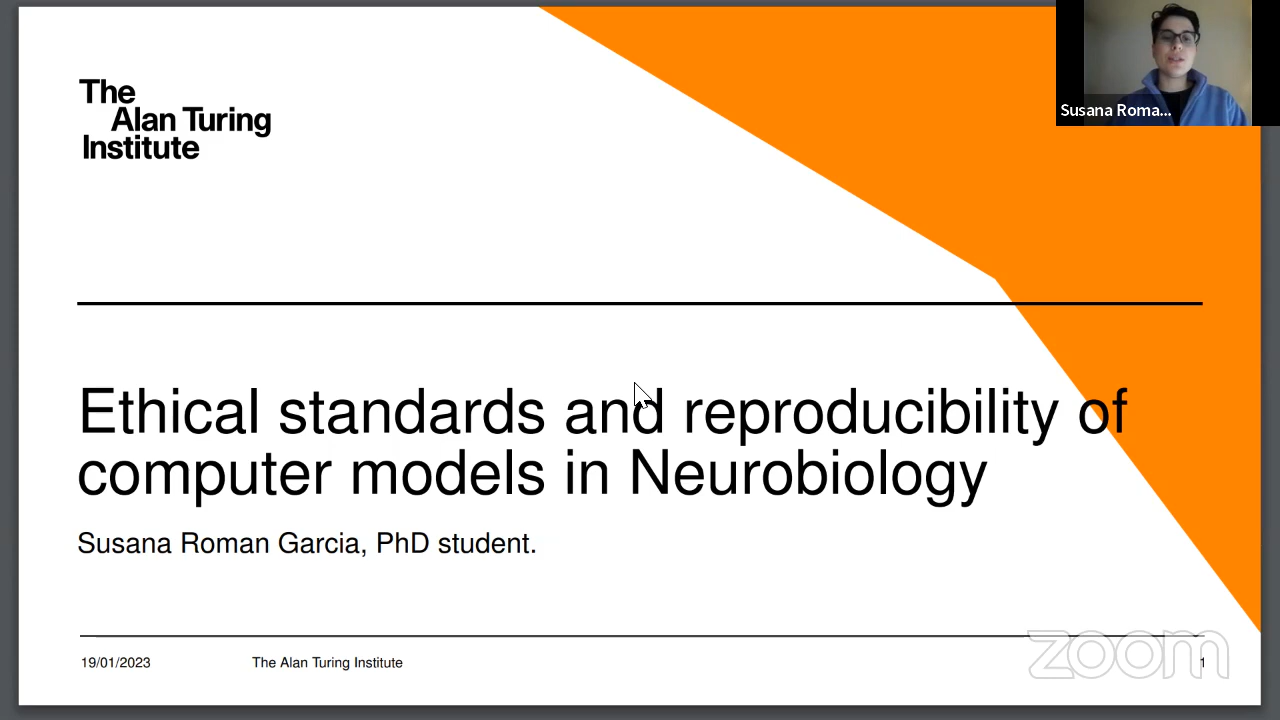 The
Alan Turing
Institute
Susana Roma...
Ethical standards and reproducibility of
computer models in Neurobiology
Susana Roman Garcia, PhD student.
19/01/2023
The Alan Turing Institute
zoom
1